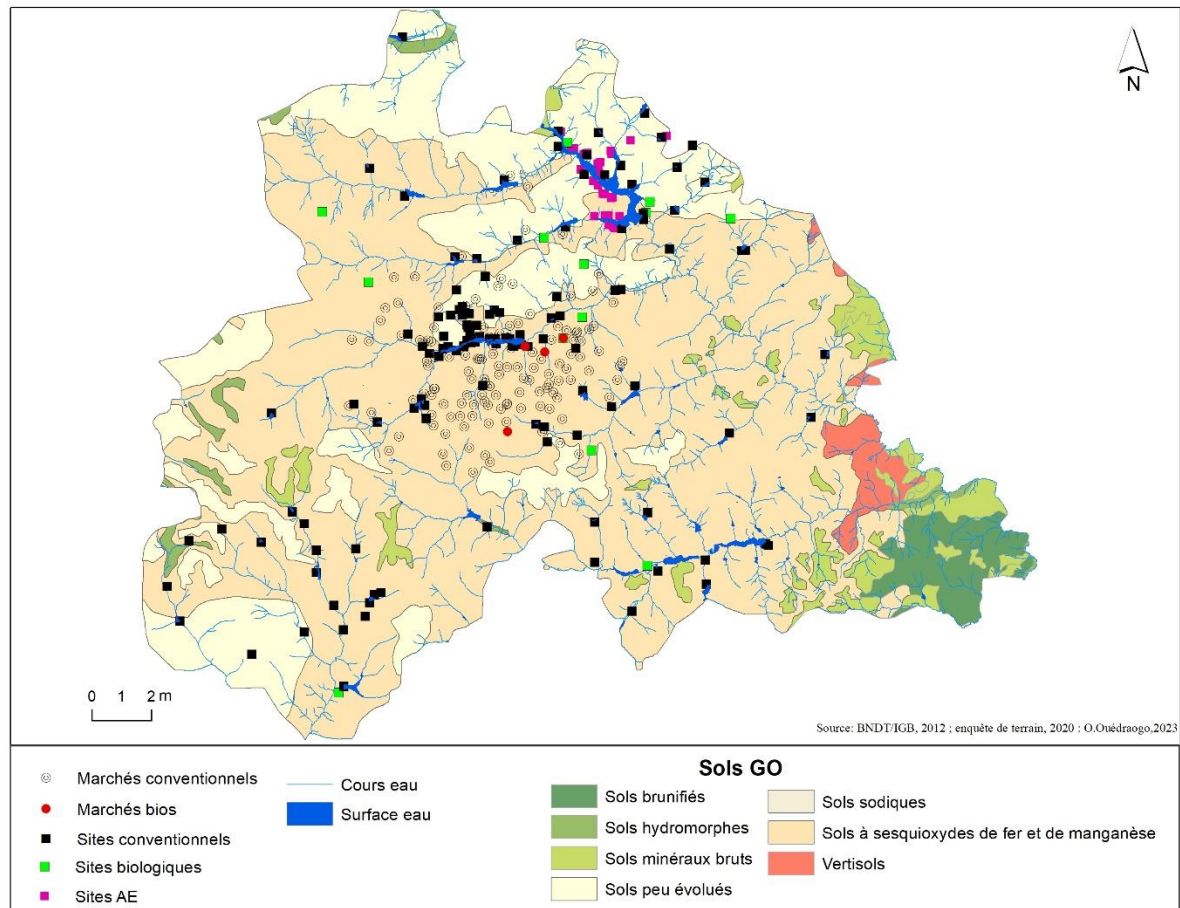 N
0 1 2 m
Source: BNDT/IGB, 2012 ; enquête de terrain, 2020 : O.Ouédraogo,2023
Marchés conventionnels
Marchés bios
Sites conventionnels
Sites biologiques
Sites AE
Cours eau
Surface eau
Sols GO
Sols brunifiés
Sols hydromorphes
Sols minéraux bruts
Sols peu évolués
Sols sodiques
Sols à sesquioxydes de fer et de manganèse
Vertisols